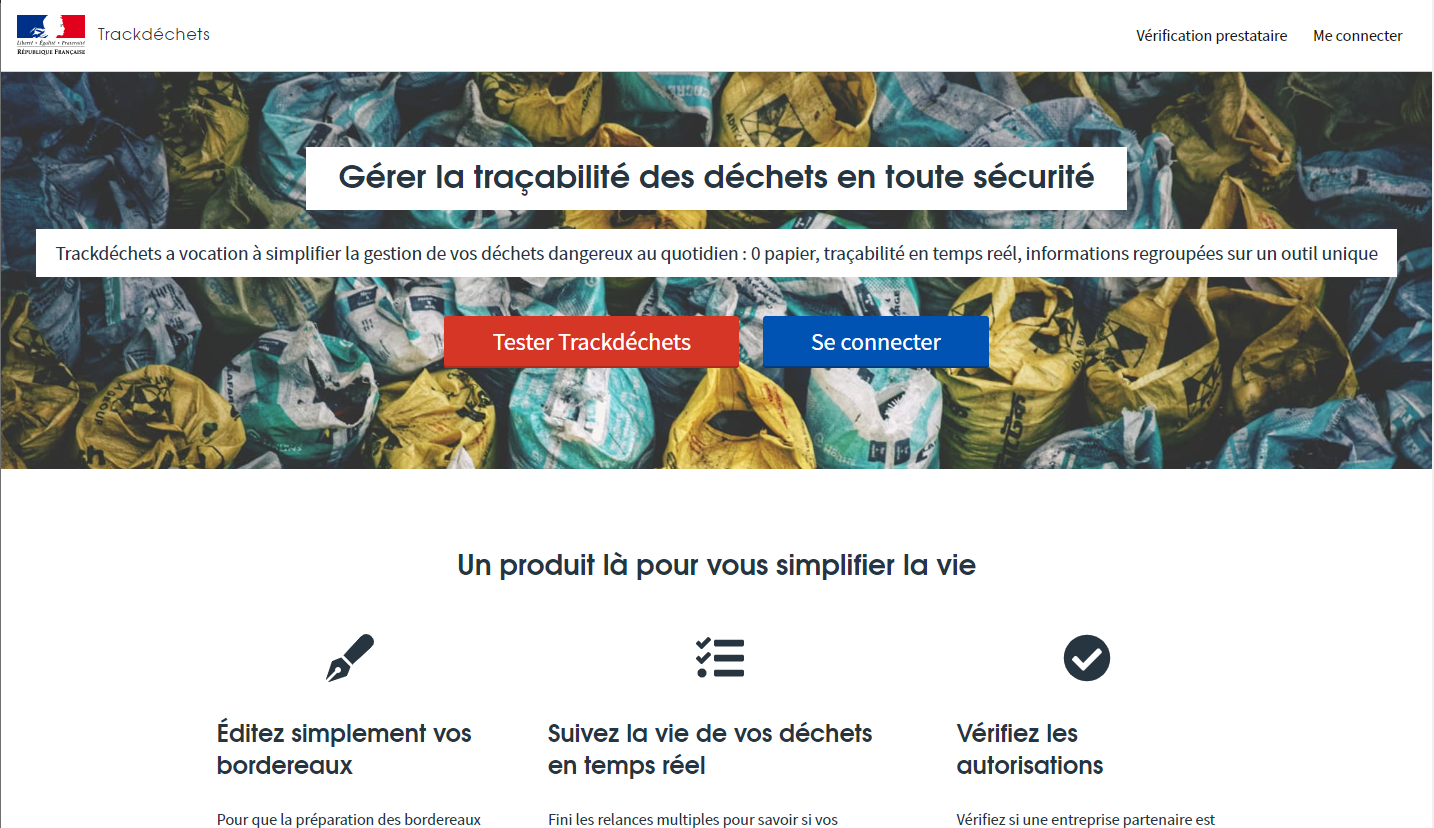 Liberté • Égalité • Fraternité
RÉPUBLIQUE FRANÇAISE
Trackdéchets
Vérification prestataire
Me connecter
Gérer la traçabilité des déchets en toute sécurité
Trackdéchets a vocation à simplifier la gestion de vos déchets dangereux au quotidien : 0 papier, traçabilité en temps reél, informations regroupées sur un outil unique
Tester Trackdéchets
Se connecter
Un produit là pour vous simplifier la vie
Éditez simplement vos
bordereaux
Suivez la vie de vos déchets
en temps réel
Vérifiez les
autorisations
Pour que la préparation des bordereaux
Fini les relances multiples pour savoir si vos
Vérifiez si une entreprise partenaire est